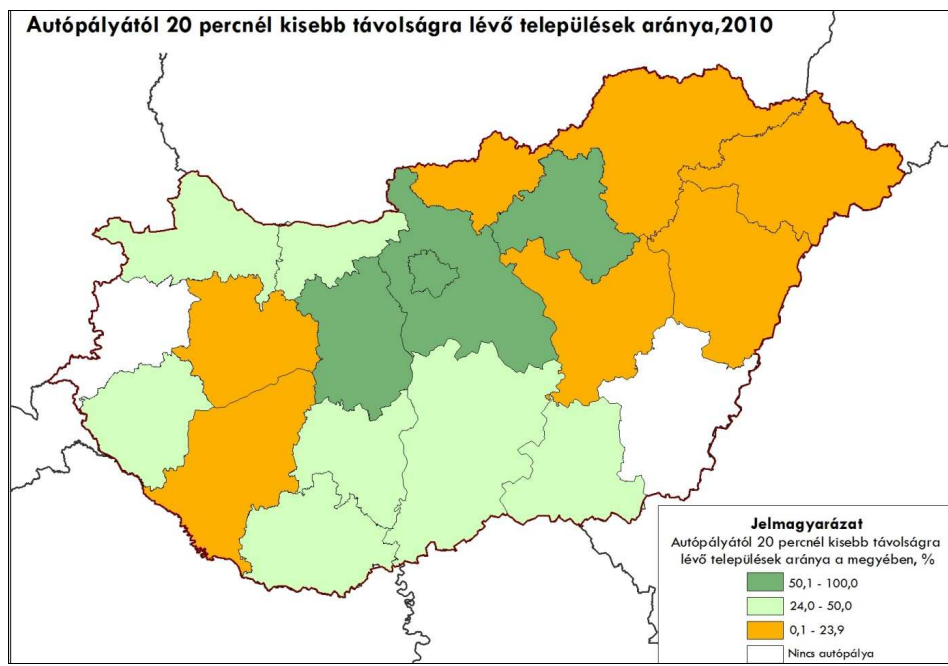 Autópályától 20 percnél kisebb távolságra lévő települések aránya,2010
Jelmagyarázat
Autópályától 20 percnél kisebb távolságra
lévő települések aránya a megyében, %
50,1 - 100,0
24,0 - 50,0
0,1 - 23,9
Nincs autópálya